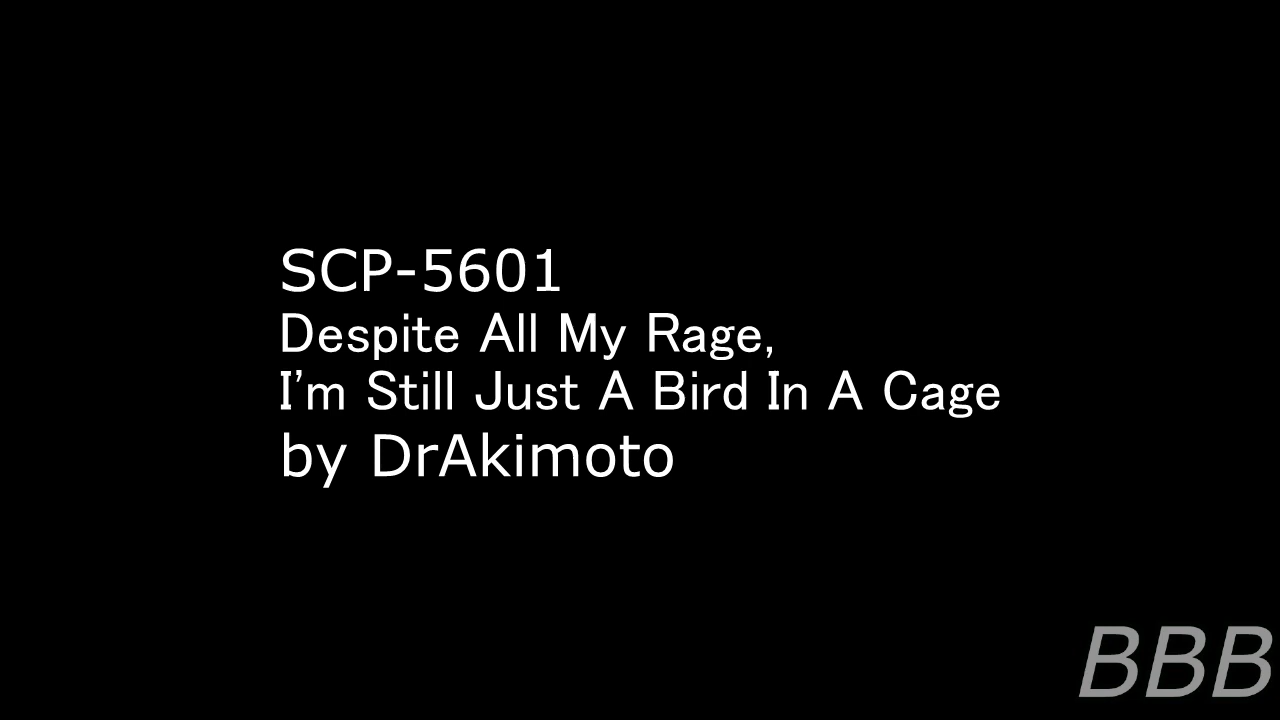 SCP-5601
Despite All My Rage,
I'm Still Just A Bird In A Cage
by DrAkimoto
BBB